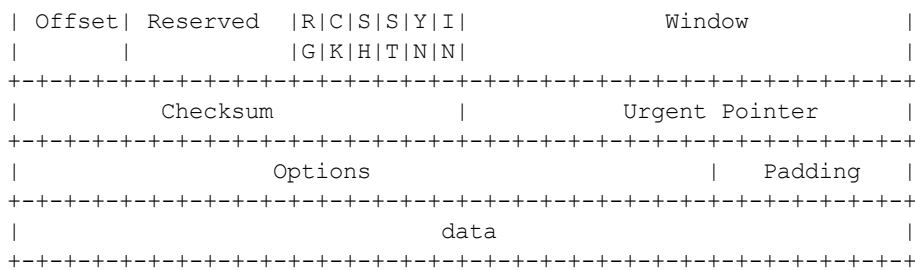 | Offset| Reserved  |R|C|S|S|Y|I|            Window             |
|       |           |G|K|H|T|N|N|                               |
+-+-+-+-+-+-+-+-+-+-+-+-+-+-+-+-+-+-+-+-+-+-+-+-+-+-+-+-+-+-+-+-+
|          Checksum             |          Urgent Pointer       |
+-+-+-+-+-+-+-+-+-+-+-+-+-+-+-+-+-+-+-+-+-+-+-+-+-+-+-+-+-+-+-+-+
|                  Options                      |    Padding    |
+-+-+-+-+-+-+-+-+-+-+-+-+-+-+-+-+-+-+-+-+-+-+-+-+-+-+-+-+-+-+-+-+
|                              data                             |
+-+-+-+-+-+-+-+-+-+-+-+-+-+-+-+-+-+-+-+-+-+-+-+-+-+-+-+-+-+-+-+-+